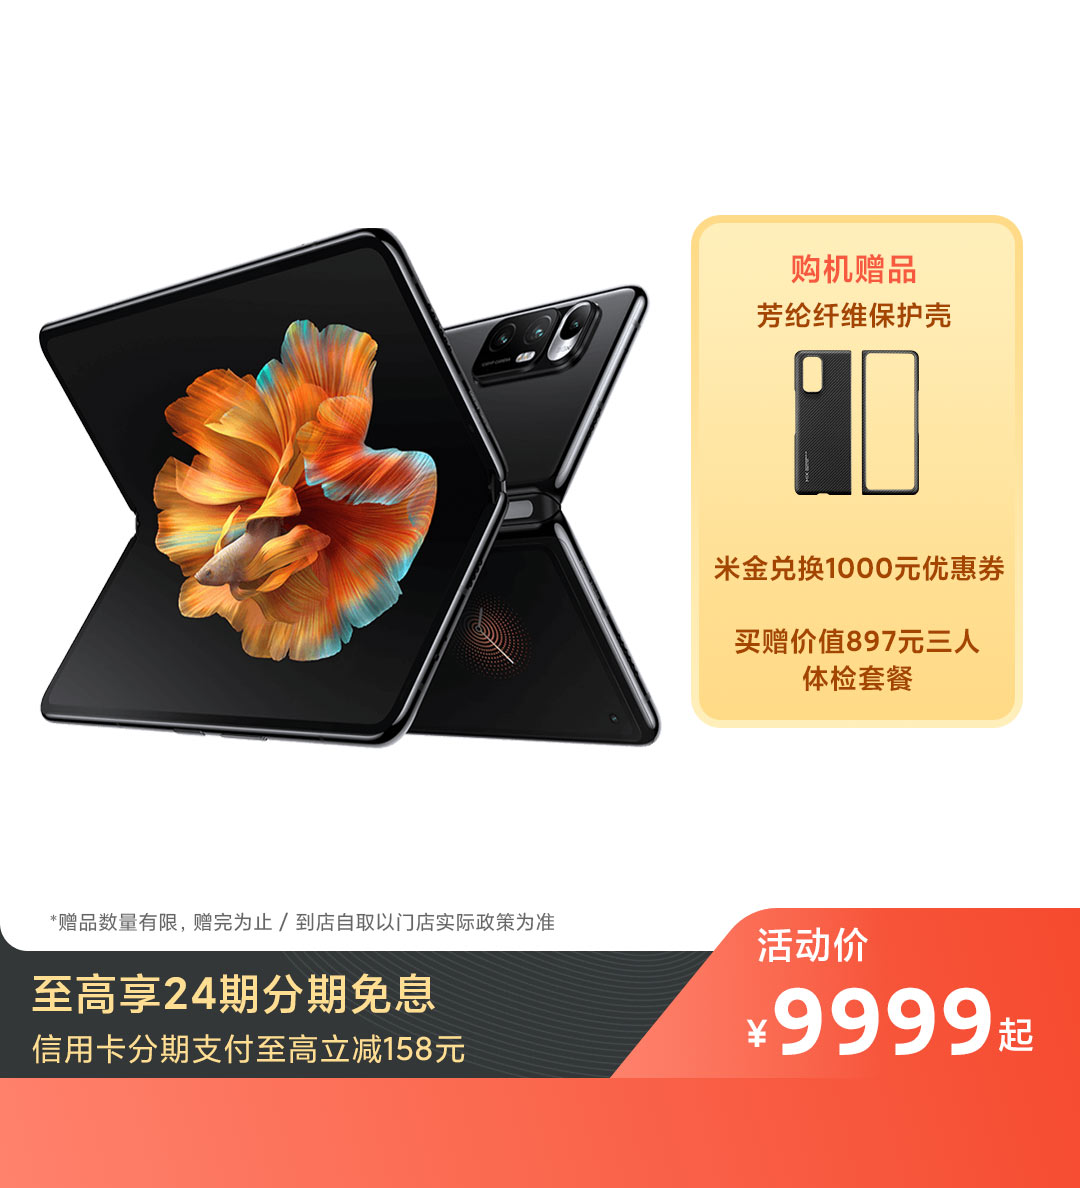 购机赠品
芳纶纤维保护壳
米金兑换1000元优惠券
买赠价值897元三人
体检套餐
*赠品数量有限，赠完为止 / 到店自取以门店实际政策为准
至高享24期分期免息
信用卡分期支付至高立减158元
活动价
¥9999起